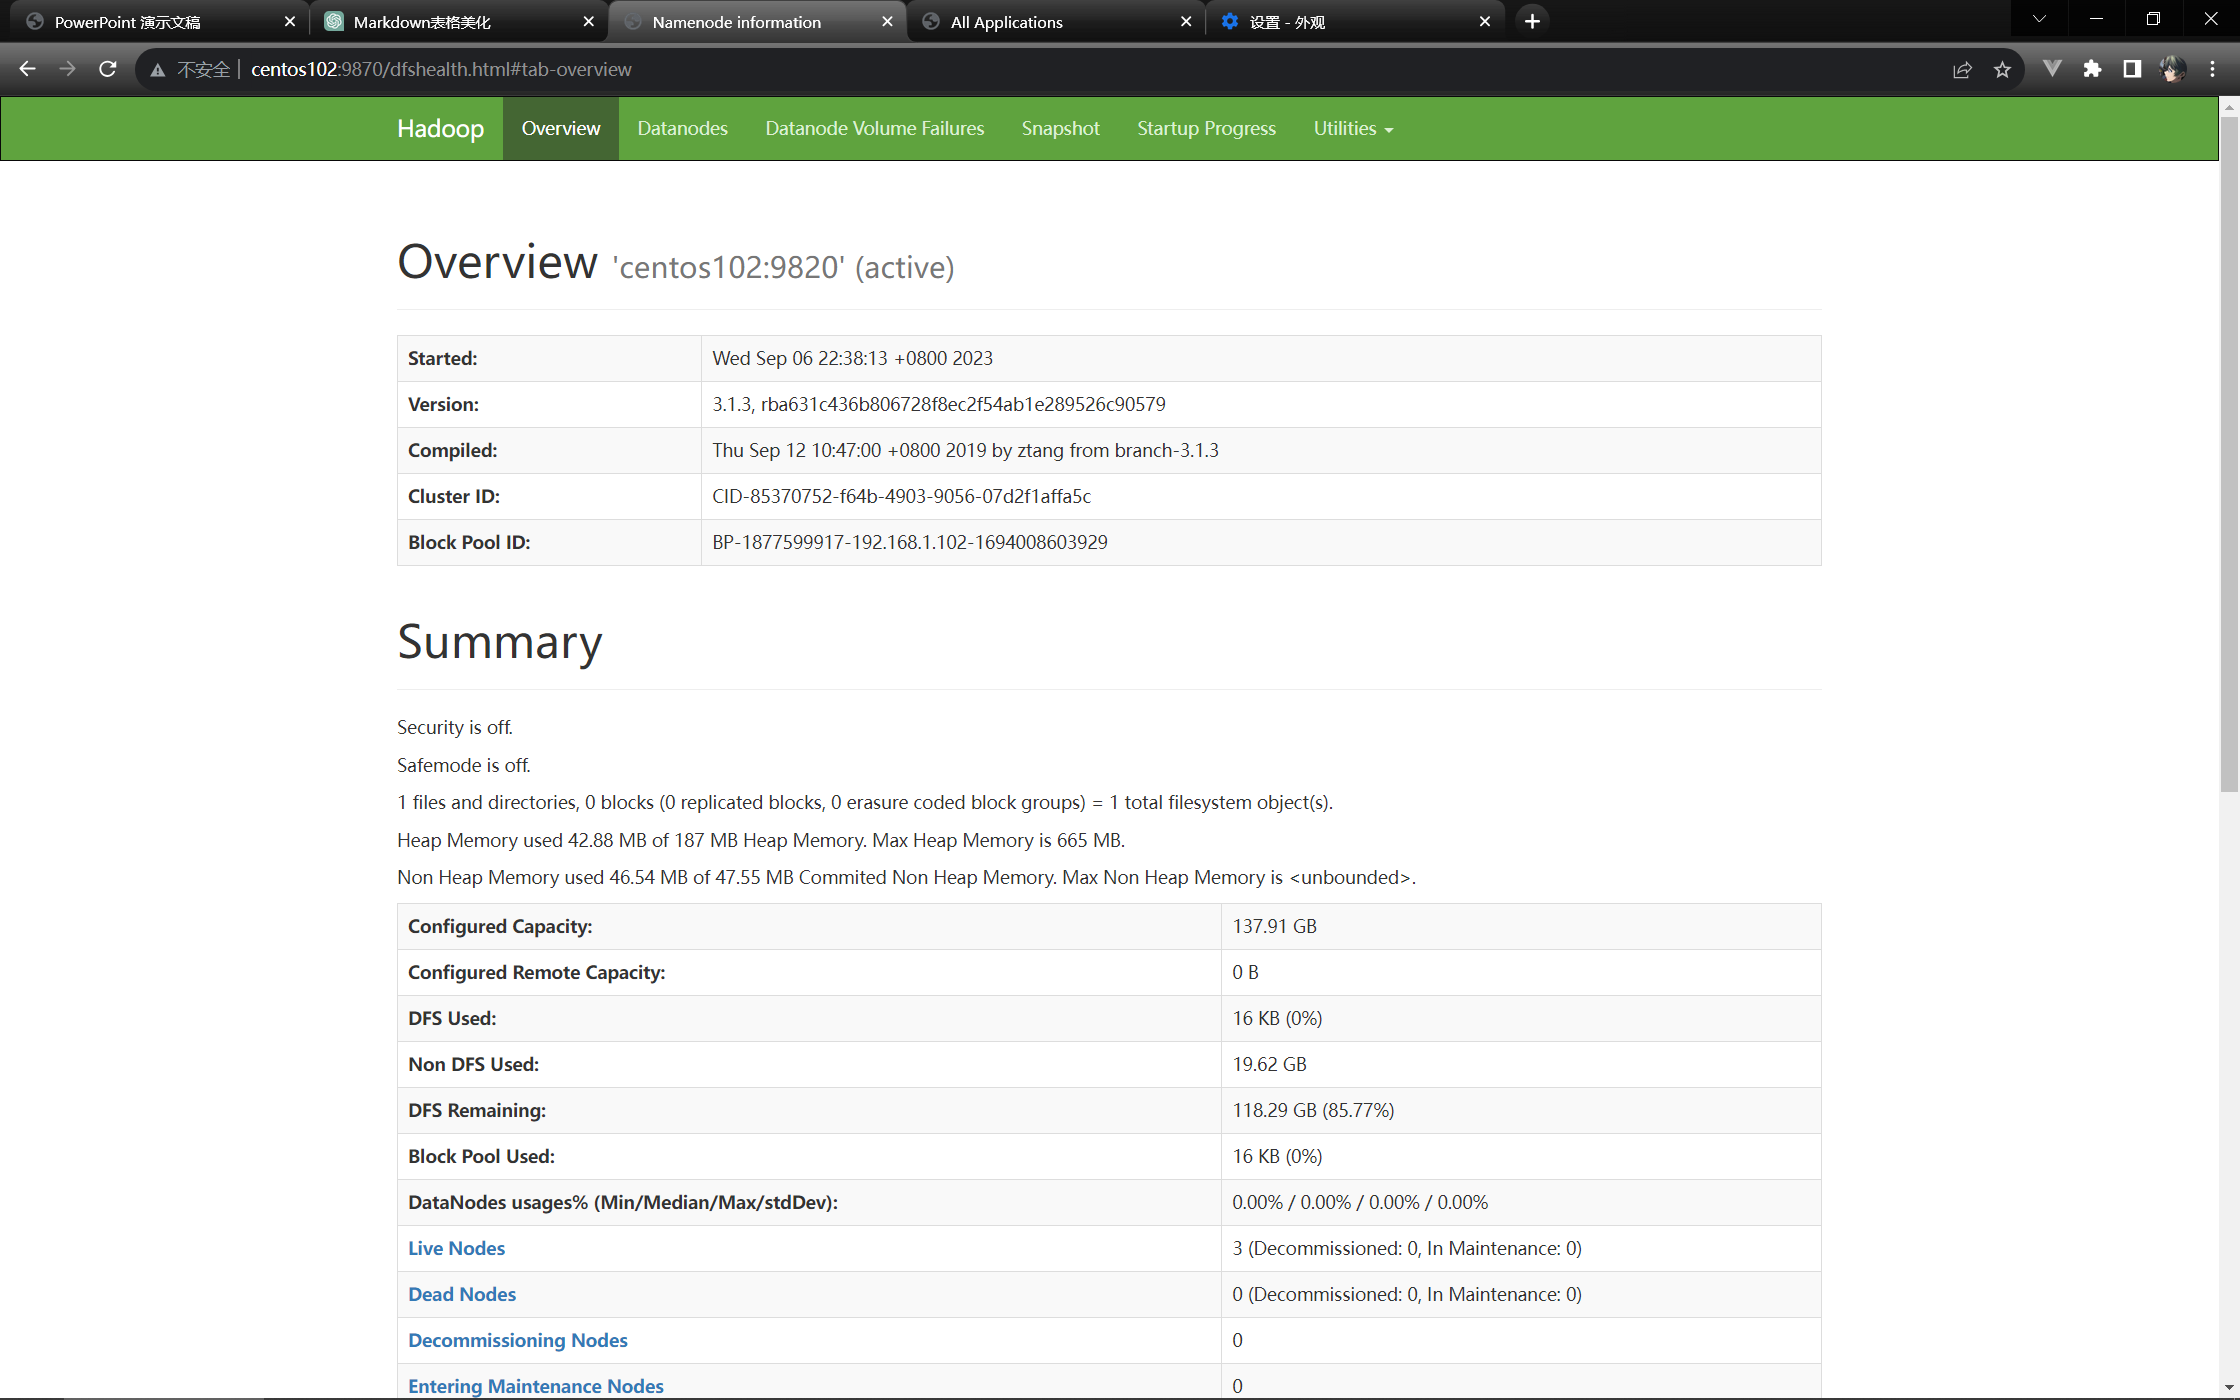 PowerPoint 演示文稿
Markdown表格美化
Namenode information
All Applications
设置 - 外观
不安全 | centos102:9870/dfshealth.html#tab-overview
Hadoop Overview Datanodes Datanode Volume Failures Snapshot Startup Progress Utilities
Overview 'centos102:9820' (active)
Started: Wed Sep 06 22:38:13 +0800 2023
Version: 3.1.3, rba631c436b806728f8ec2f54ab1e289526c90579
Compiled: Thu Sep 12 10:47:00 +0800 2019 by ztang from branch-3.1.3
Cluster ID: CID-85370752-f64b-4903-9056-07d2f1affa5c
Block Pool ID: BP-1877599917-192.168.1.102-1694008603929
Summary
Security is off.
Safemode is off.
1 files and directories, 0 blocks (0 replicated blocks, 0 erasure coded block groups) = 1 total filesystem object(s).
Heap Memory used 42.88 MB of 187 MB Heap Memory. Max Heap Memory is 665 MB.
Non Heap Memory used 46.54 MB of 47.55 MB Commited Non Heap Memory. Max Non Heap Memory is <unbounded>.
Configured Capacity: 137.91 GB
Configured Remote Capacity: 0 B
DFS Used: 16 KB (0%)
Non DFS Used: 19.62 GB
DFS Remaining: 118.29 GB (85.77%)
Block Pool Used: 16 KB (0%)
DataNodes usages% (Min/Median/Max/stdDev): 0.00% / 0.00% / 0.00% / 0.00%
Live Nodes 3 (Decommissioned: 0, In Maintenance: 0)
Dead Nodes 0 (Decommissioned: 0, In Maintenance: 0)
Decommissioning Nodes 0
Entering Maintenance Nodes 0